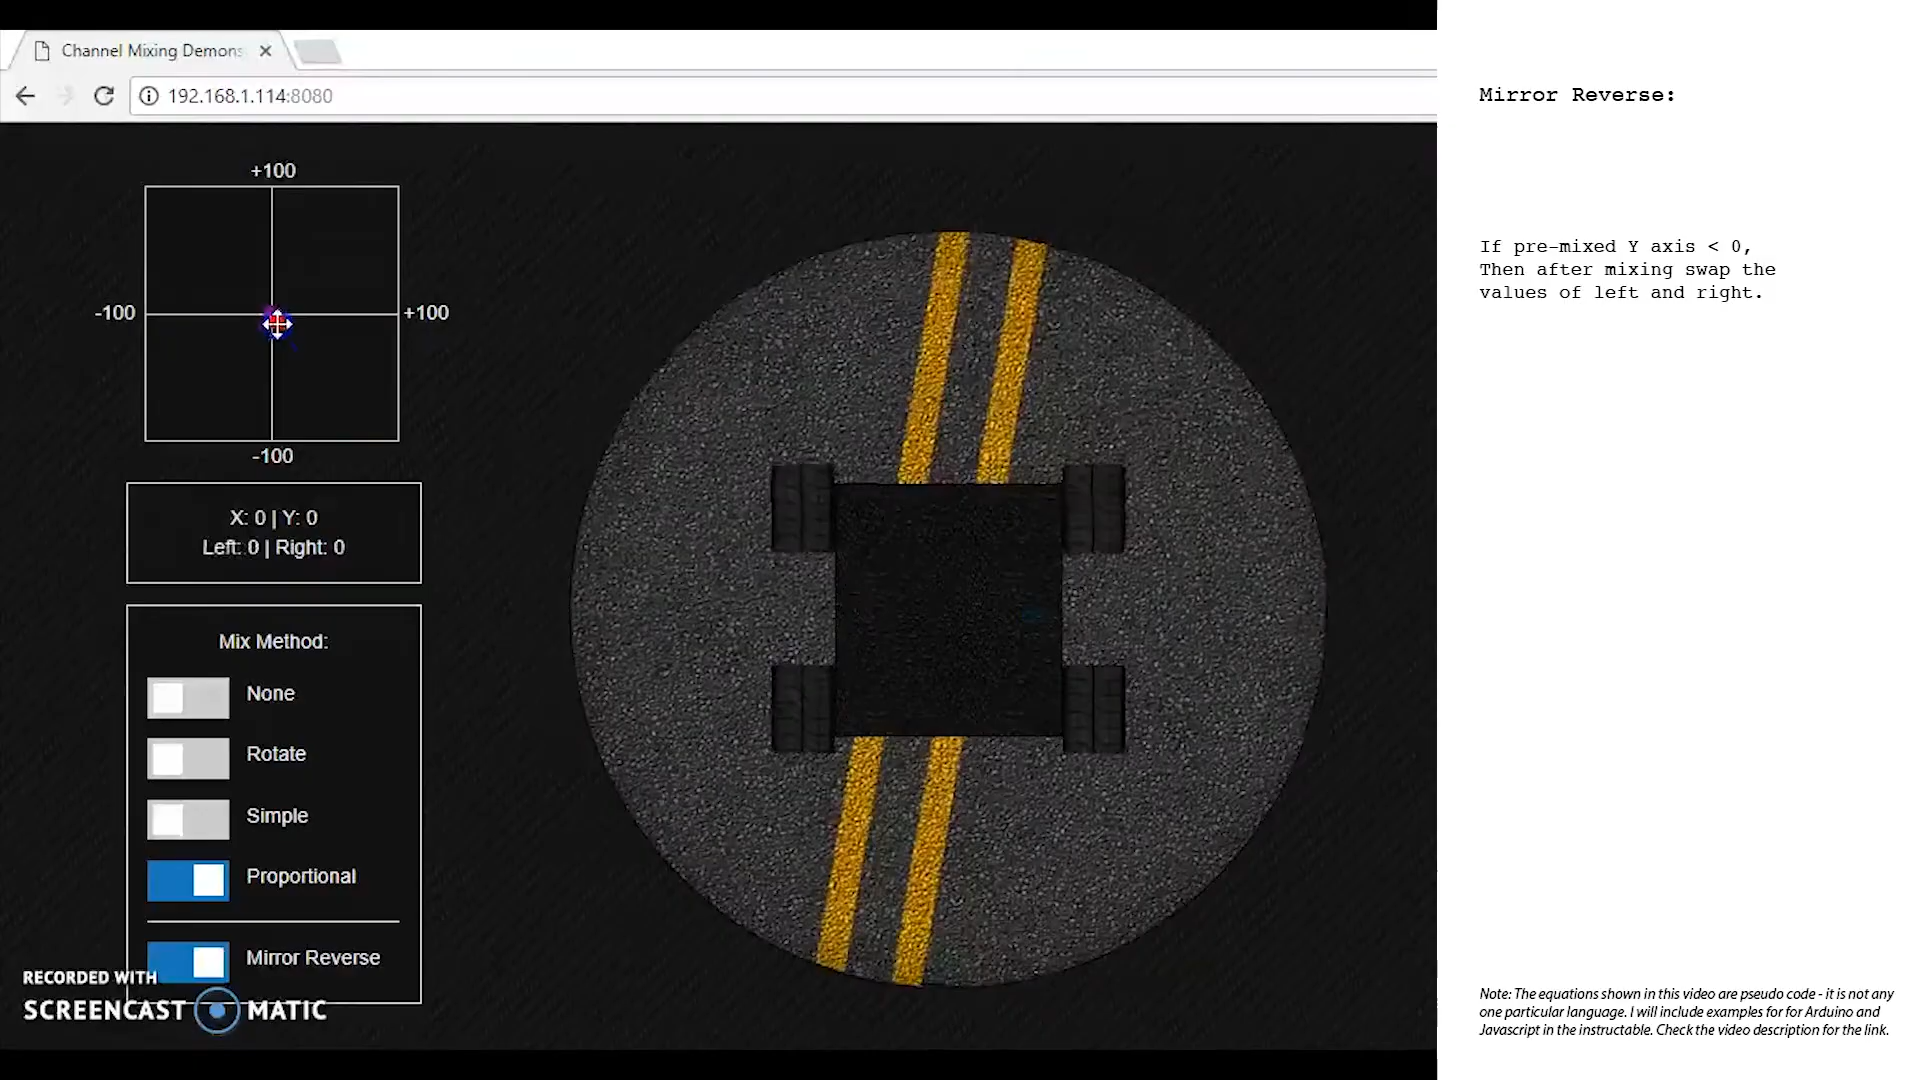 Channel Mixing Demons
192.168.1.114:8080
+100
-100
+100
-100
X: 0 | Y: 0
Left: 0 | Right: 0
Mix Method:
None
Rotate
Simple
Proportional
Mirror Reverse
RECORDED WITH
SCREENCAST MATIC
Mirror Reverse:
If pre-mixed Y axis < 0,
Then after mixing swap the
values of left and right.
Note: The equations shown in this video are pseudo code - it is not any
one particular language. I will include examples for for Arduino and
Javascript in the instructable. Check the video description for the link.